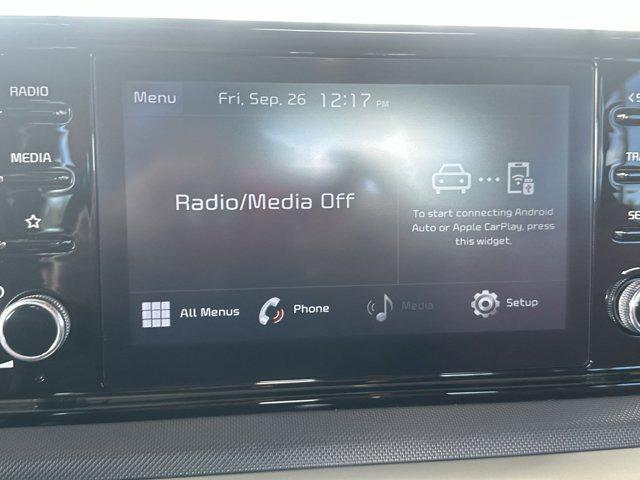 RADIO
MEDIA
Menu
Fri, Sep. 26 12:17 PM
Radio/Media Off
To start connecting Android
Auto or Apple CarPlay, press
this widget.
All Menus
Phone
Media
Setup